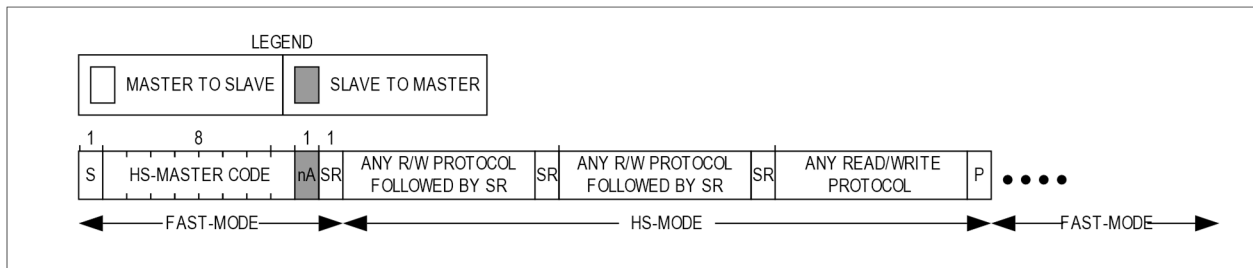 LEGEND
MASTER TO SLAVE
SLAVE TO MASTER
1 8 1 1
S HS-MASTER CODE nA SR ANY R/W PROTOCOL FOLLOWED BY SR SR ANY R/W PROTOCOL FOLLOWED BY SR SR ANY READ/WRITE PROTOCOL P
FAST-MODE HS-MODE FAST-MODE